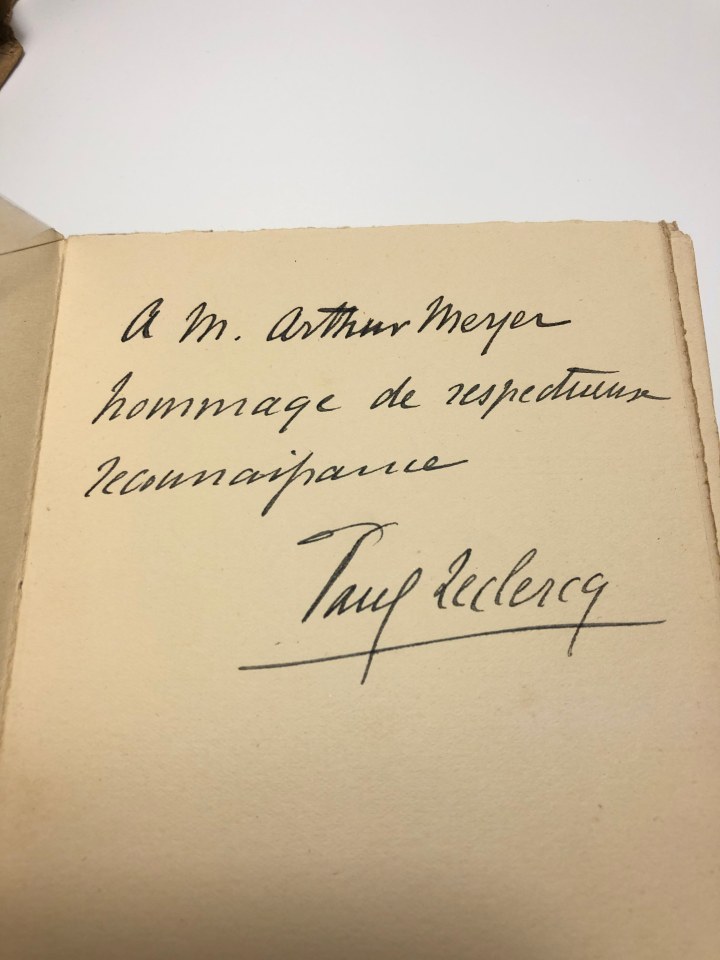 A M. Arthur Meyer
hommage de respectueuse
reconnaissance
Paul Leclercq